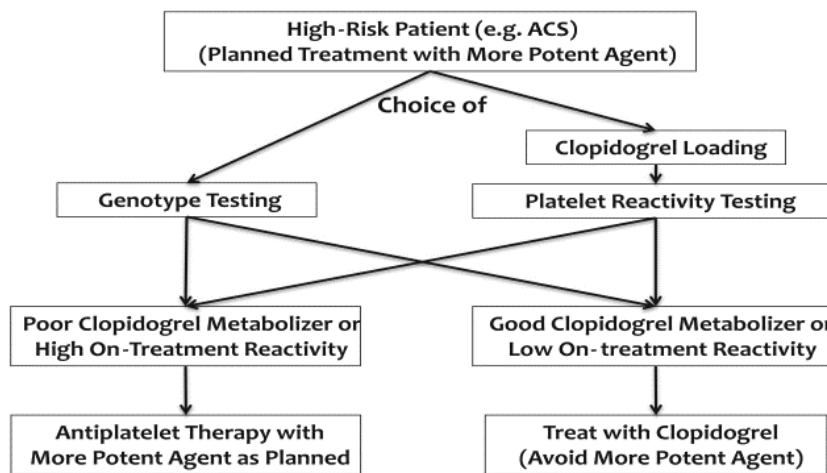 High-Risk Patient (e.g. ACS)
(Planned Treatment with More Potent Agent)
Choice of
Clopidogrel Loading
Genotype Testing
Platelet Reactivity Testing
Poor Clopidogrel Metabolizer or
High On-Treatment Reactivity
Good Clopidogrel Metabolizer or
Low On-treatment Reactivity
Antiplatelet Therapy with
More Potent Agent as Planned
Treat with Clopidogrel
(Avoid More Potent Agent)